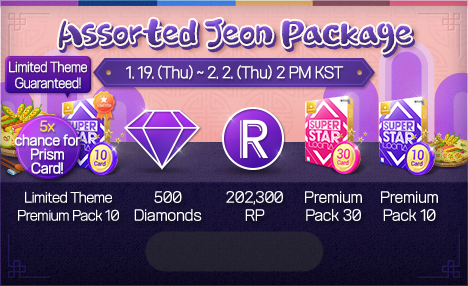 Assorted Jeon Package
Limited Theme
Guaranteed!
1. 19. (Thu) ~ 2. 2. (Thu) 2 PM KST
5x
chance for
Prism
Card!
SUPER
STAR
10
Card
R
SUPER
STAR
LOONA
30
Card
SUPER
STAR
LOONA
10
Card
Limited Theme
Premium Pack 10
500
Diamonds
202,300
RP
Premium
Pack 30
Premium
Pack 10